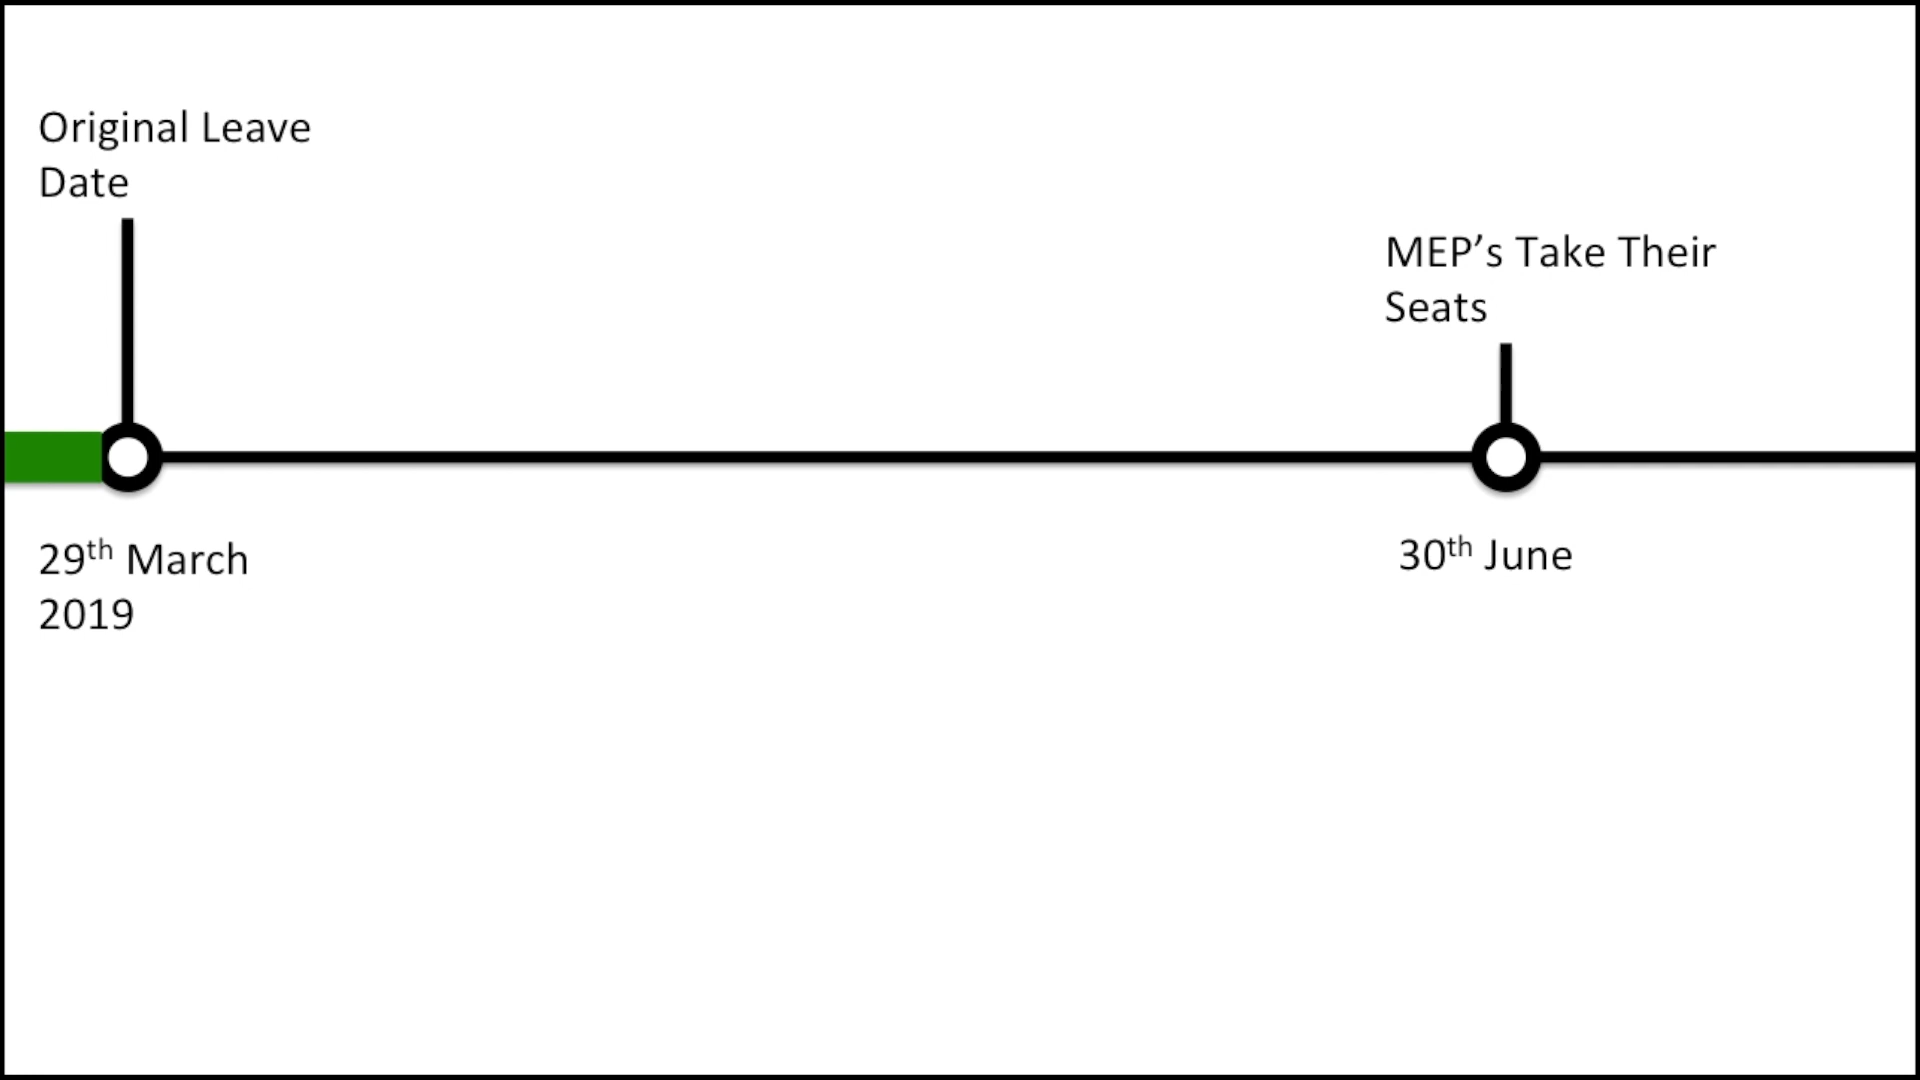 Original Leave
Date
MEP’s Take Their
Seats
29th March
2019
30th June